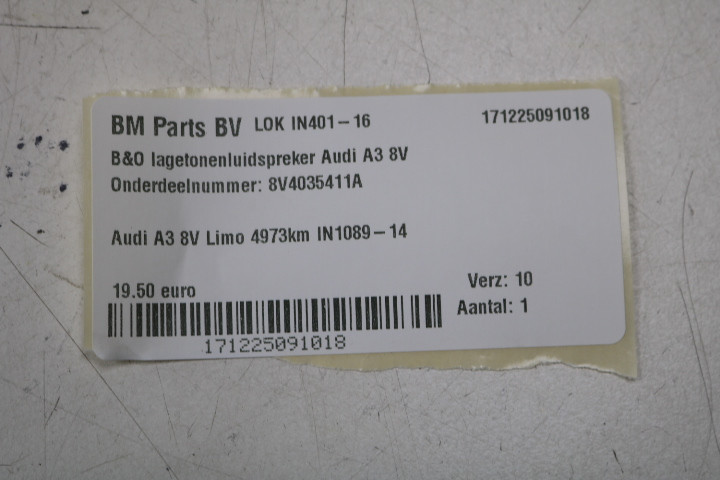 BM Parts BV LOK IN401-16 171225091018
B&O lagetonenluidspreker Audi A3 8V
Onderdeelnummer: 8V4035411A
Audi A3 8V Limo 4973km IN1089-14
19.50 euro Verz: 10
Aantal: 1
171225091018